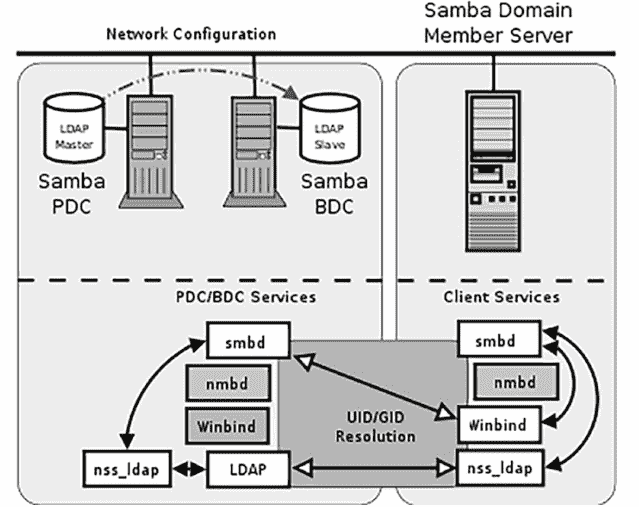 Network Configuration
Samba Domain
Member Server
LDAP
Master
LDAP
Slave
Samba
PDC
Samba
BDC
PDC/BDC Services
Client Services
smbd
nmbd
Winbind
nss_ldap
LDAP
UID/GID
Resolution
smbd
nmbd
Winbind
nss_ldap